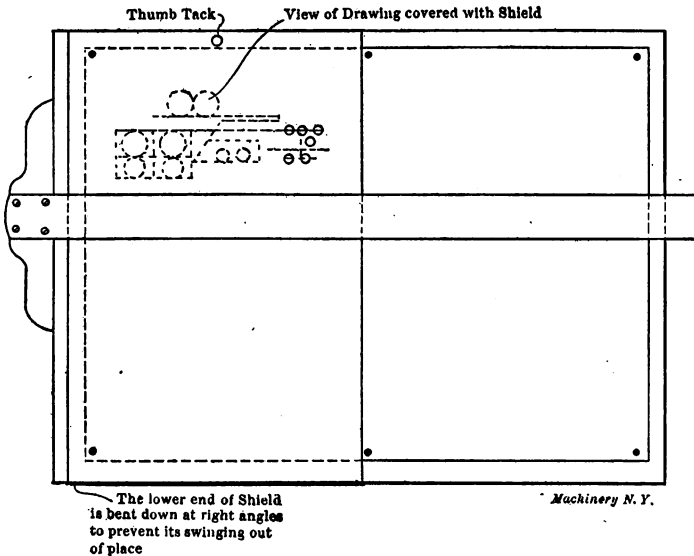 Thumb Tack
View of Drawing covered with Shield
The lower end of Shield
is bent down at right angles
to prevent its swinging out
of place
Machinery N.Y.